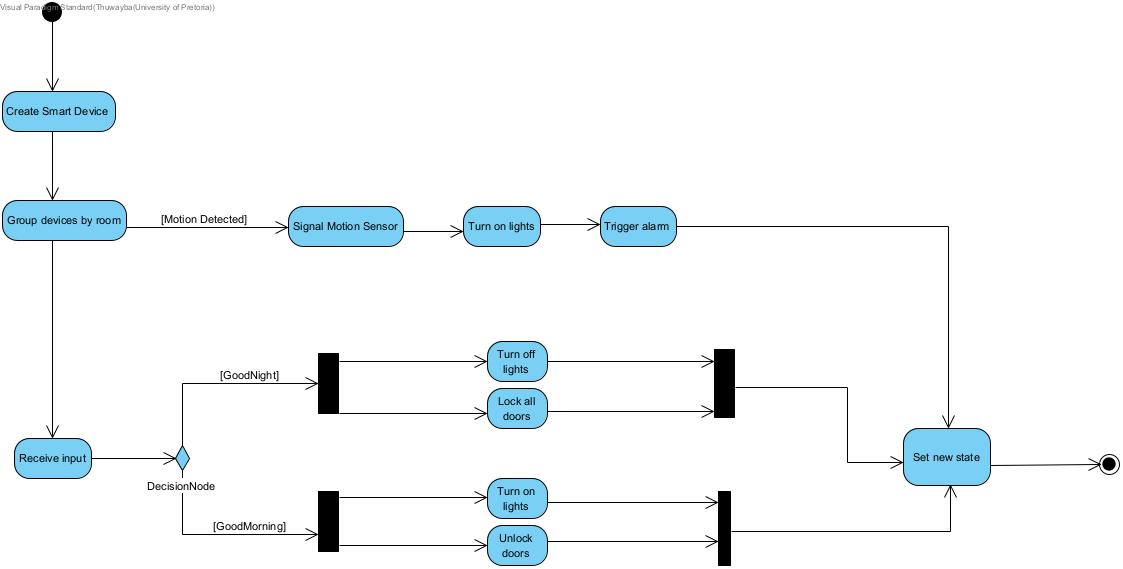 Visual Paradigm Standard(Thuwayba(University of Pretoria))
Create Smart Device
Group devices by room
[Motion Detected]
Signal Motion Sensor
Turn on lights
Trigger alarm
Turn off
lights
[GoodNight]
Lock all
doors
Receive input
DecisionNode
Set new state
Turn on
lights
[GoodMorning]
Unlock
doors